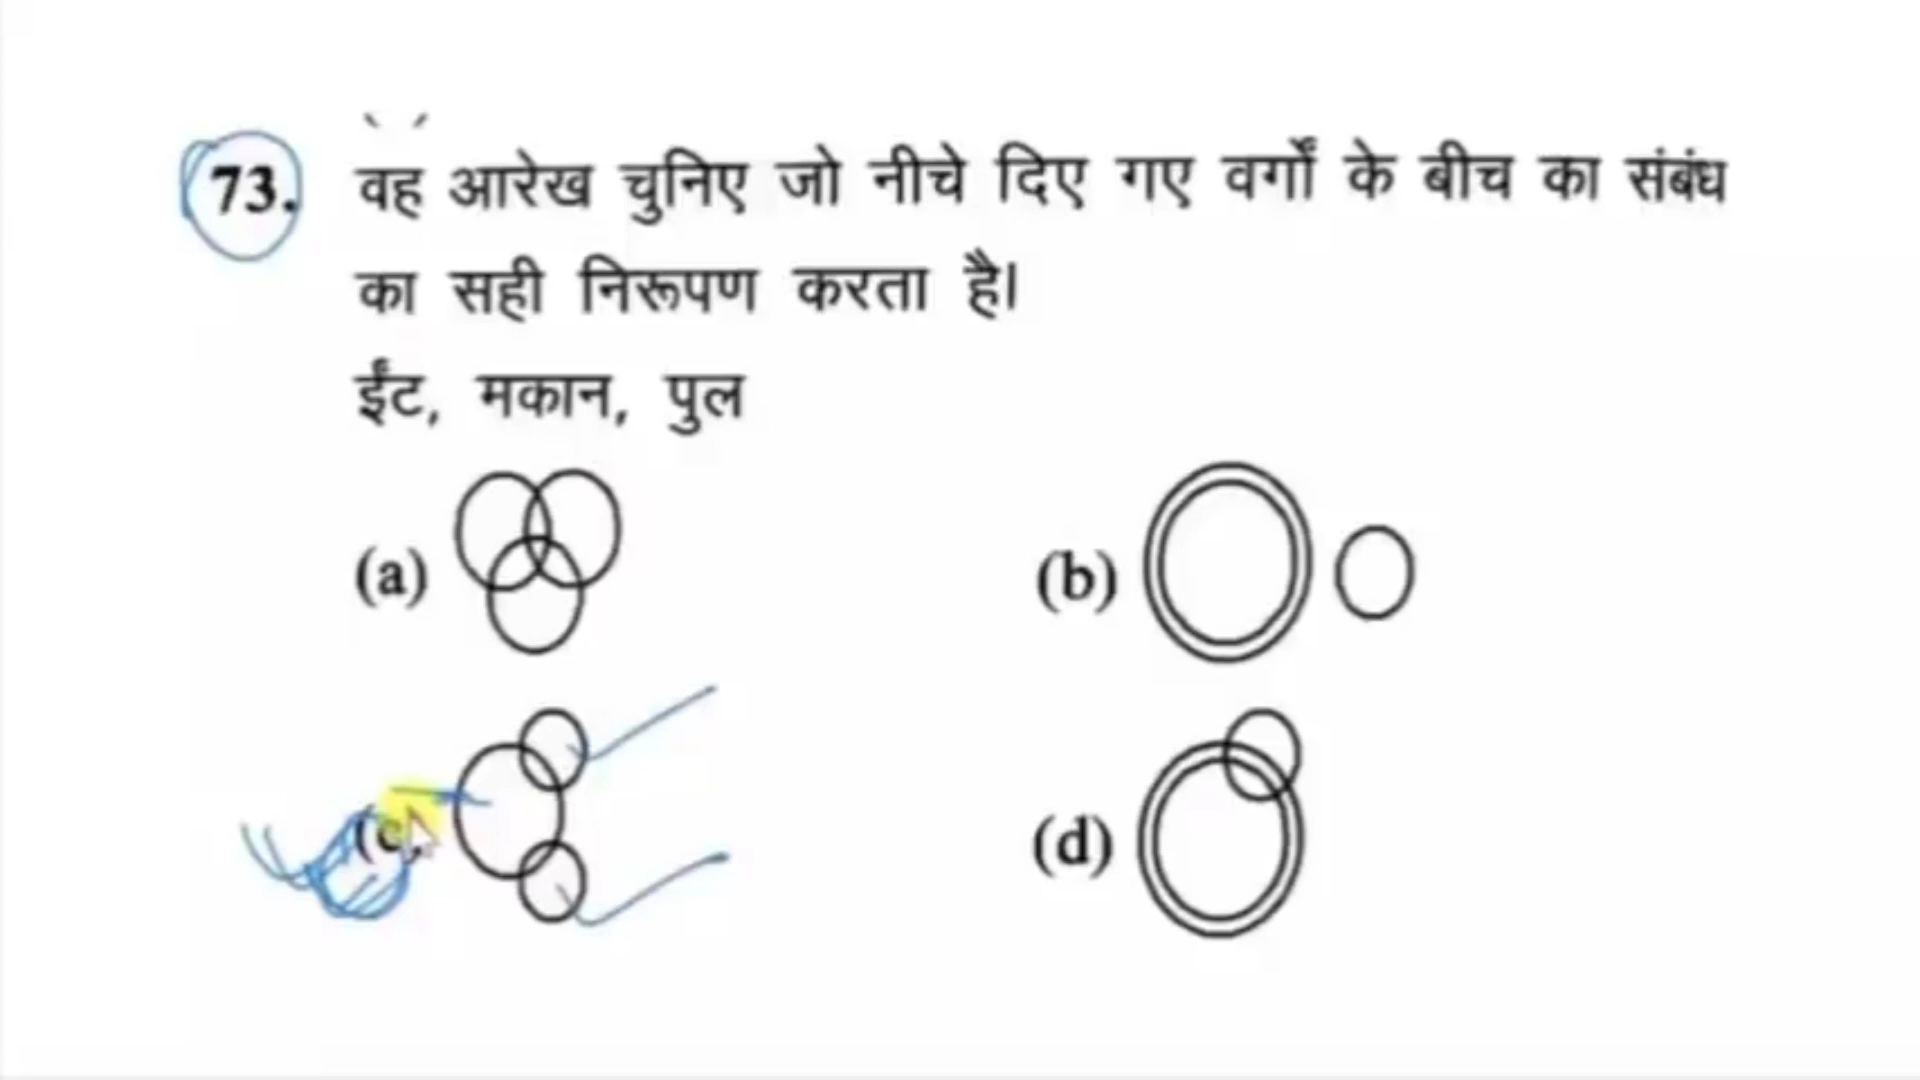 73. वह आरेख चुनिए जो नीचे दिए गए वर्गों के बीच का संबंध
का सही निरूपण करता है।
ईंट, मकान, पुल
(a)
(b)
(c)
(d)